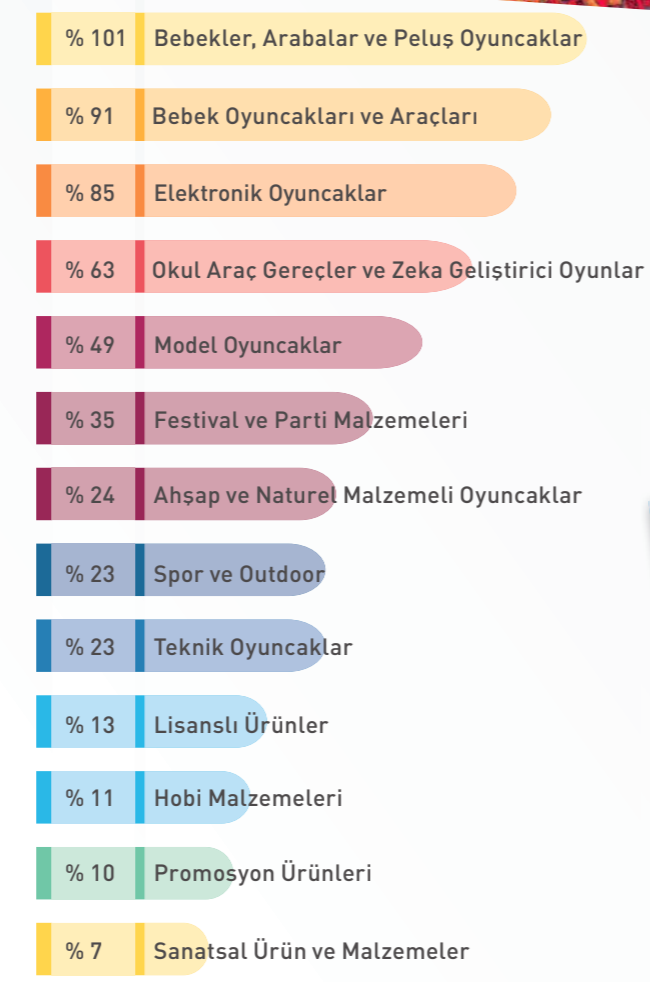 % 101 Bebekler, Arabalar ve Peluş Oyuncaklar
% 91 Bebek Oyuncakları ve Araçları
% 85 Elektronik Oyuncaklar
% 63 Okul Araç Gereçler ve Zeka Geliştirici Oyunlar
% 49 Model Oyuncaklar
% 35 Festival ve Parti Malzemeleri
% 24 Ahşap ve Naturel Malzemeli Oyuncaklar
% 23 Spor ve Outdoor
% 23 Teknik Oyuncaklar
% 13 Lisanslı Ürünler
% 11 Hobi Malzemeleri
% 10 Promosyon Ürünleri
% 7 Sanatsal Ürün ve Malzemeler